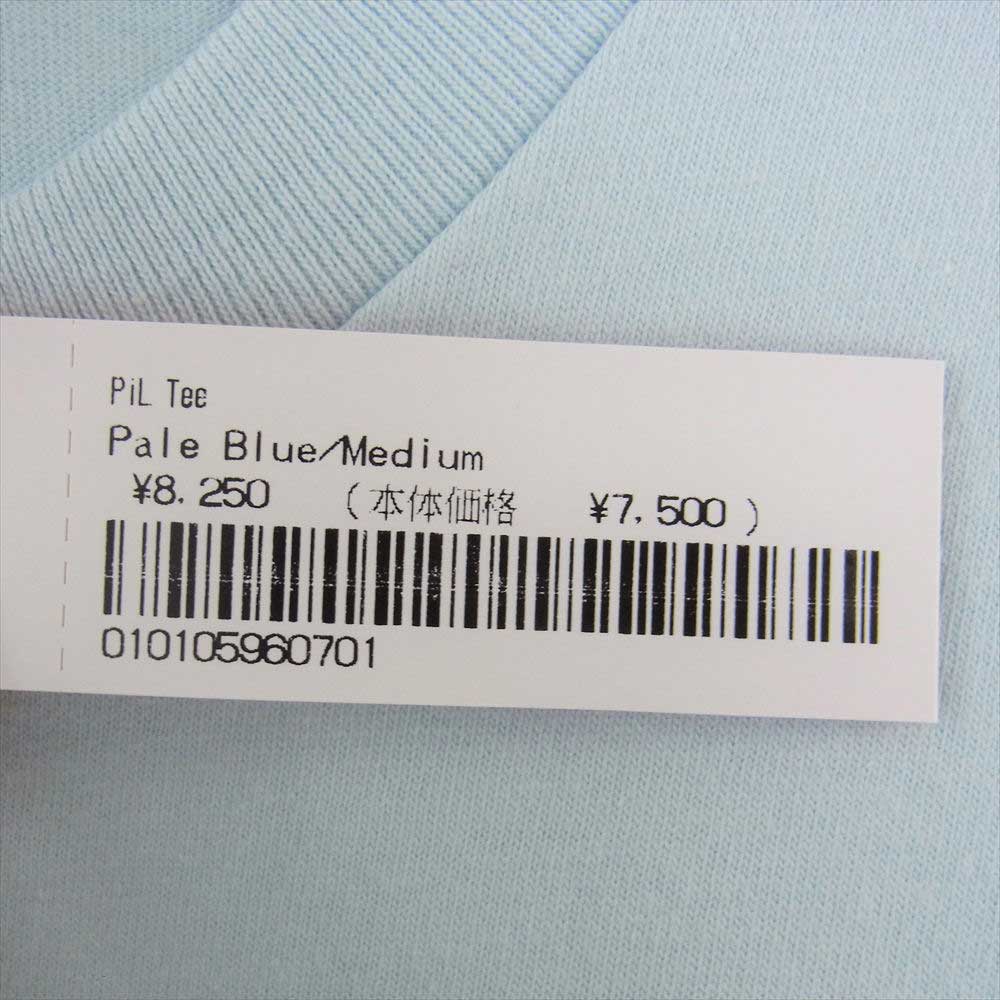 PiL Tee
Pale Blue/Medium
¥8,250 (本体価格 ¥7,500)
010105960701